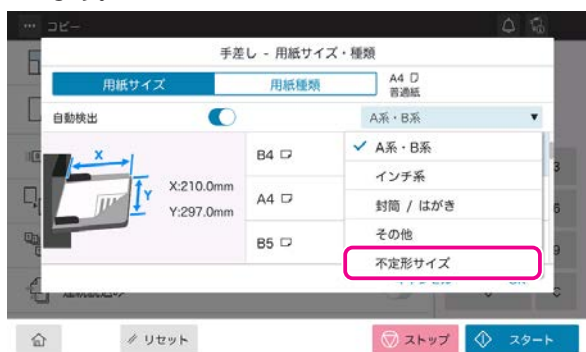 コピー
手差し - 用紙サイズ・種類
用紙サイズ
用紙種類
A4
普通紙
自動検出
A系・B系
X
Y
X:210.0mm
Y:297.0mm
B4
A4
B5
A系・B系
インチ系
封筒 / はがき
その他
不定形サイズ
3
6
9
C
リセット
ストップ
スタート